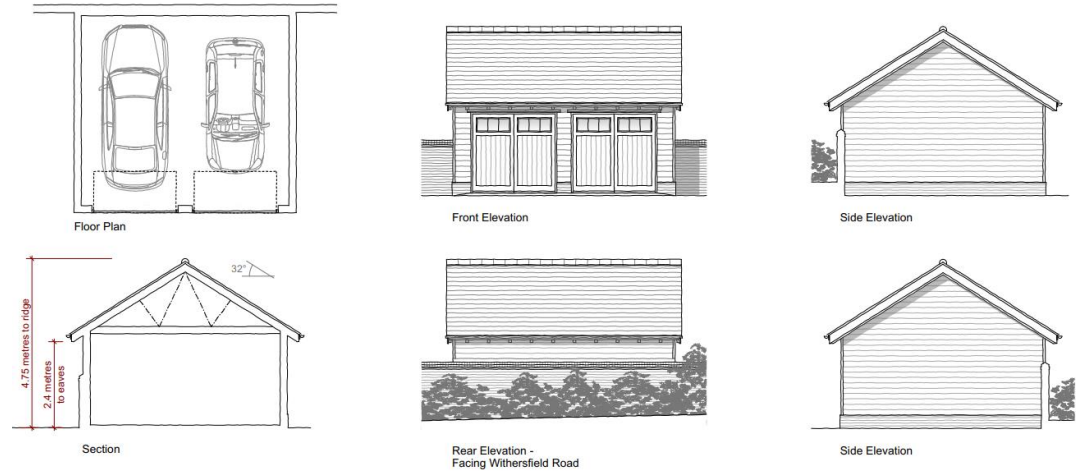 Floor Plan
Front Elevation
Side Elevation
32°
4.75 metres to ridge
2.4 metres
to eaves
Section
Rear Elevation -
Facing Withersfield Road
Side Elevation